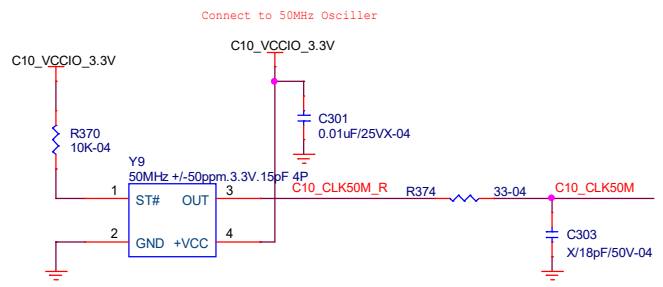 Connect to 50MHz Osciller
C10_VCCIO_3.3V
C10_VCCIO_3.3V
R370
10K-04
C301
0.01uF/25VX-04
Y9
50MHz +/-50ppm.3.3V.15pF 4P
1
ST#
OUT
3
C10_CLK50M_R
R374
33-04
C10_CLK50M
2
GND
+VCC
4
C303
X/18pF/50V-04